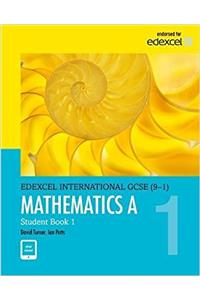 endorsed for
edexcel
EDEXCEL INTERNATIONAL GCSE (9–1)
MATHEMATICS A
Student Book 1
David Turner, Ian Potts
1